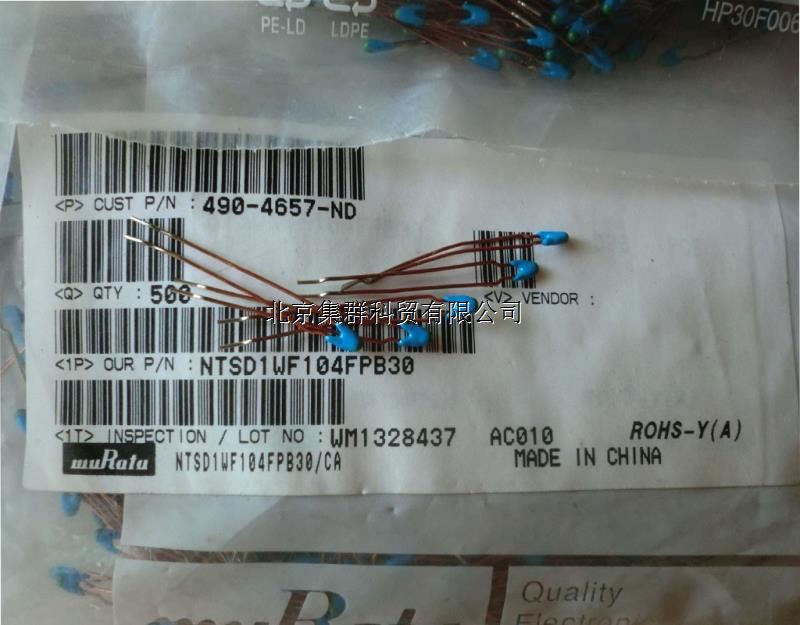 PE-LD LDPE
HP30F006
<P> CUST P/N : 490-4657-ND
<Q> QTY : 500
<V> VENDOR :
北京集群科贸有限公司
<1P> OUR P/N : NTSD1WF104FPB30
<1T> INSPECTION / LOT NO : WM1328437 AC010 ROHS-Y(A)
muRata NTSD1WF104FPB30/CA MADE IN CHINA
muRata
Quality